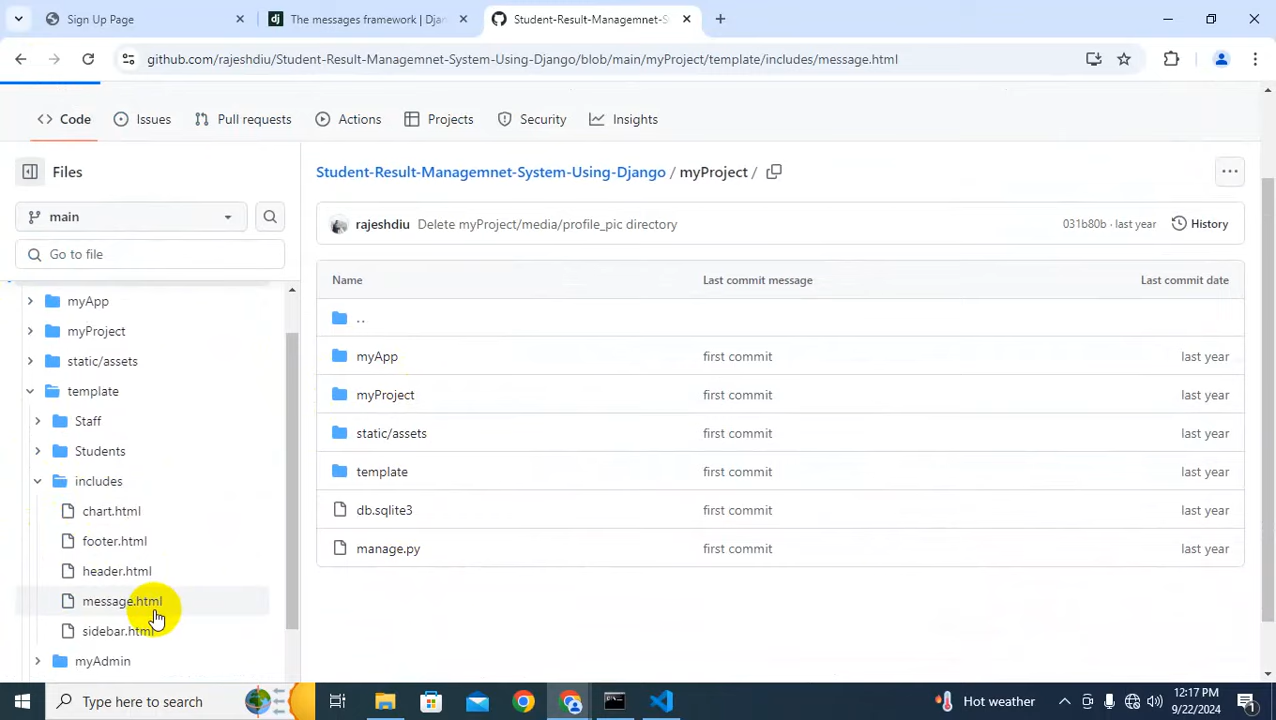 Sign Up Page
The messages framework | Djan
Student-Result-Managemnet-S
github.com/rajeshdiu/Student-Result-Managemnet-System-Using-Django/blob/main/myProject/template/includes/message.html
Code
Issues
Pull requests
Actions
Projects
Security
Insights
Files
Student-Result-Managemnet-System-Using-Django / myProject /
main
rajeshdiu Delete myProject/media/profile_pic directory 031b80b · last year History
Go to file
Name Last commit message Last commit date
myApp
myProject
static/assets
template
Staff
Students
includes
chart.html
footer.html
header.html
message.html
sidebar.html
myAdmin
..
myApp first commit last year
myProject first commit last year
static/assets first commit last year
template first commit last year
db.sqlite3 first commit last year
manage.py first commit last year
Type here to search
Hot weather
12:17 PM
9/22/2024
1